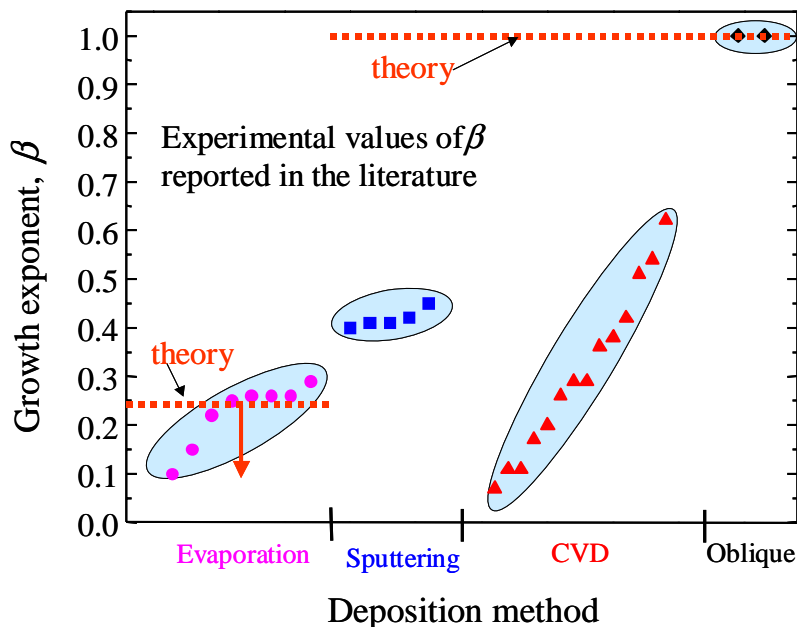 1.0
0.9
0.8
0.7
0.6
0.5
0.4
0.3
0.2
0.1
0.0
Growth exponent, β
theory
Experimental values of β
reported in the literature
theory
Evaporation
Sputtering
CVD
Oblique
Deposition method